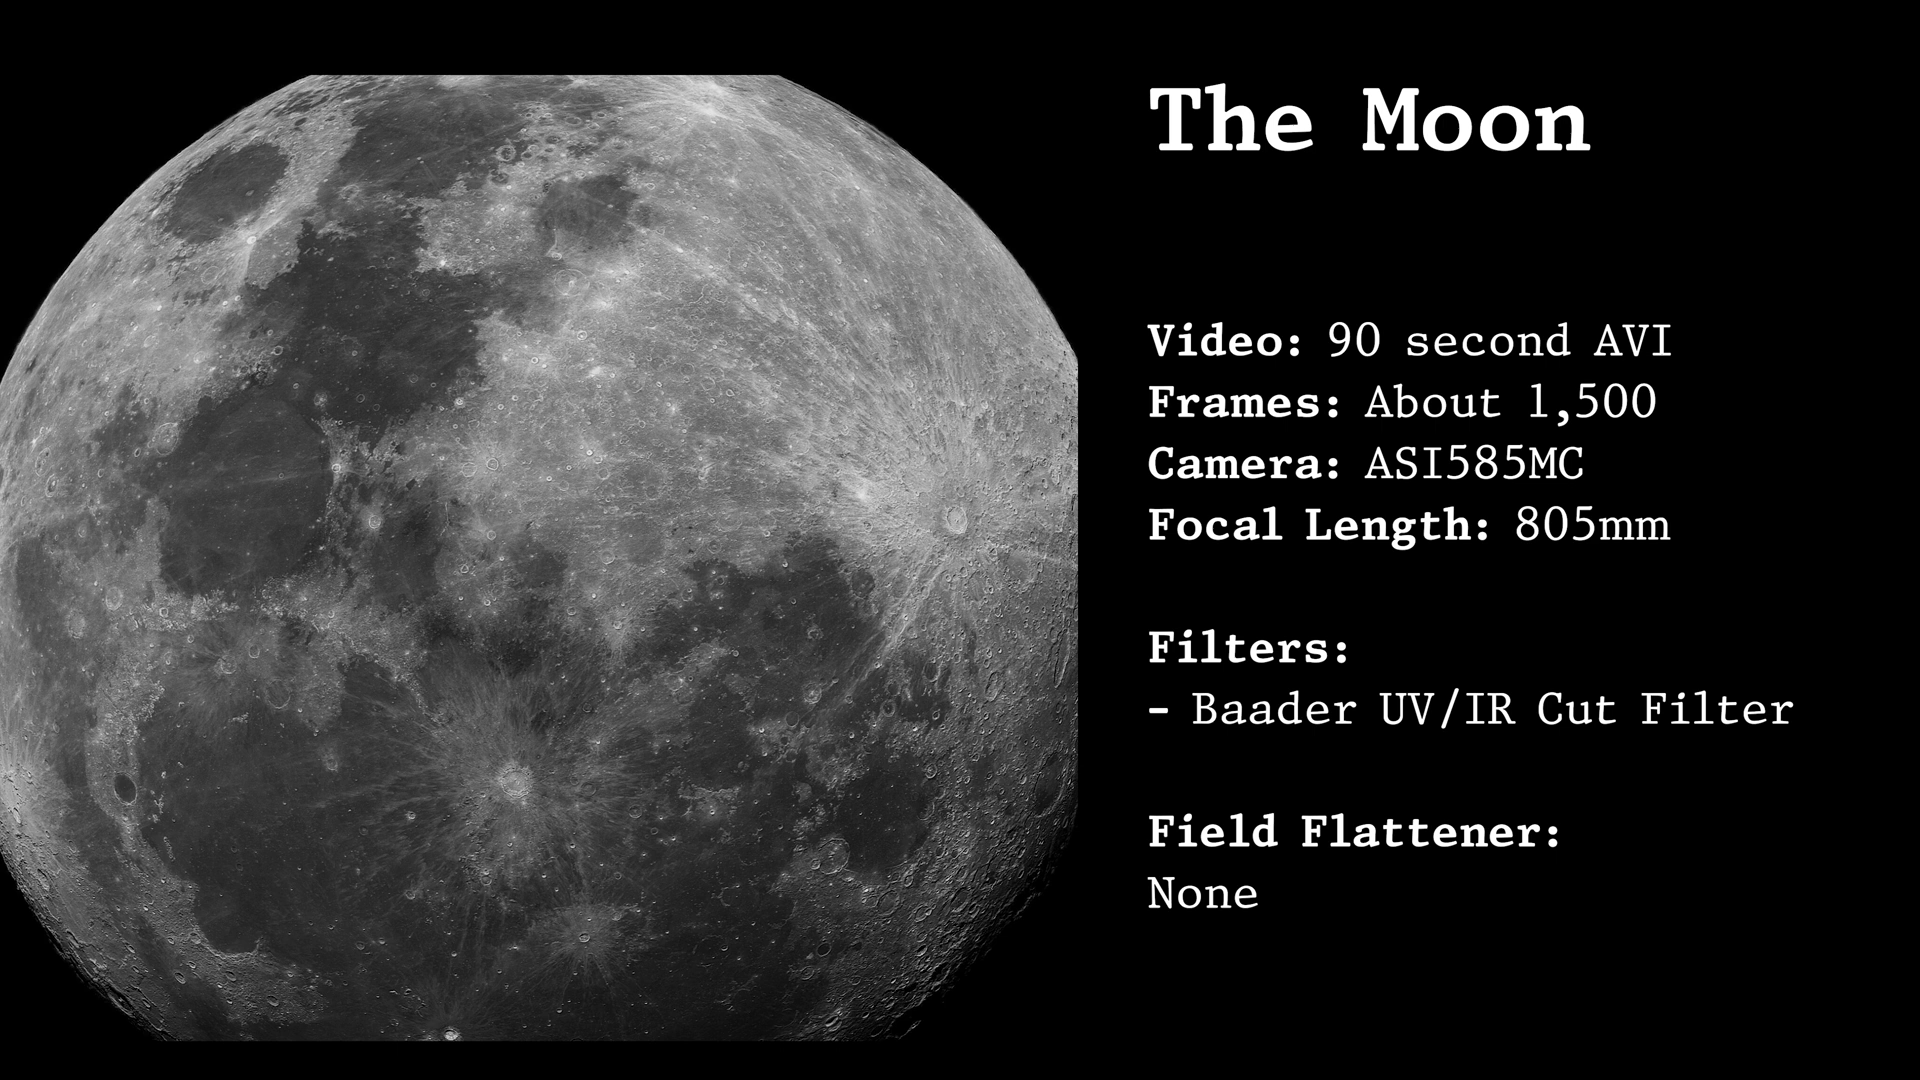 The Moon
Video: 90 second AVI
Frames: About 1,500
Camera: ASI585MC
Focal Length: 805mm
Filters:
- Baader UV/IR Cut Filter
Field Flattener:
None